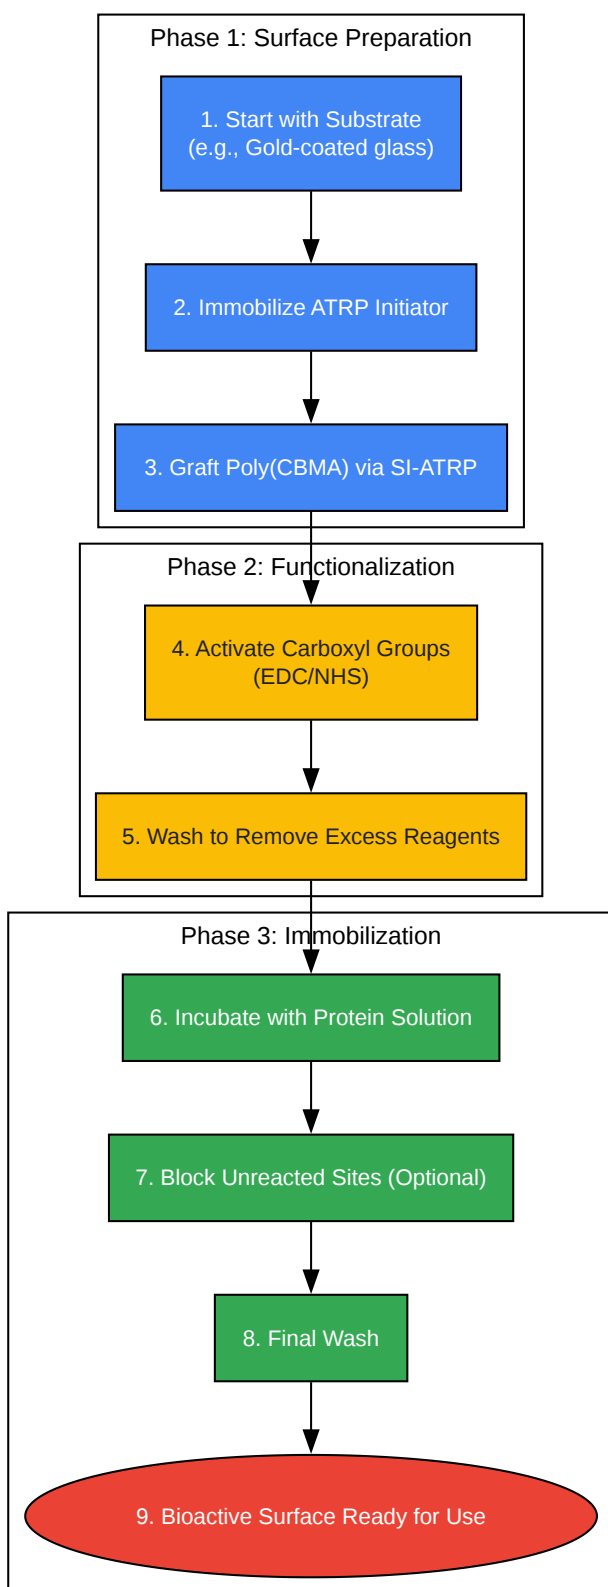 Phase 1: Surface Preparation
1. Start with Substrate
(e.g., Gold-coated glass)
2. Immobilize ATRP Initiator
3. Graft Poly(CBMA) via SI-ATRP
Phase 2: Functionalization
4. Activate Carboxyl Groups
(EDC/NHS)
5. Wash to Remove Excess Reagents
Phase 3: Immobilization
6. Incubate with Protein Solution
7. Block Unreacted Sites (Optional)
8. Final Wash
9. Bioactive Surface Ready for Use